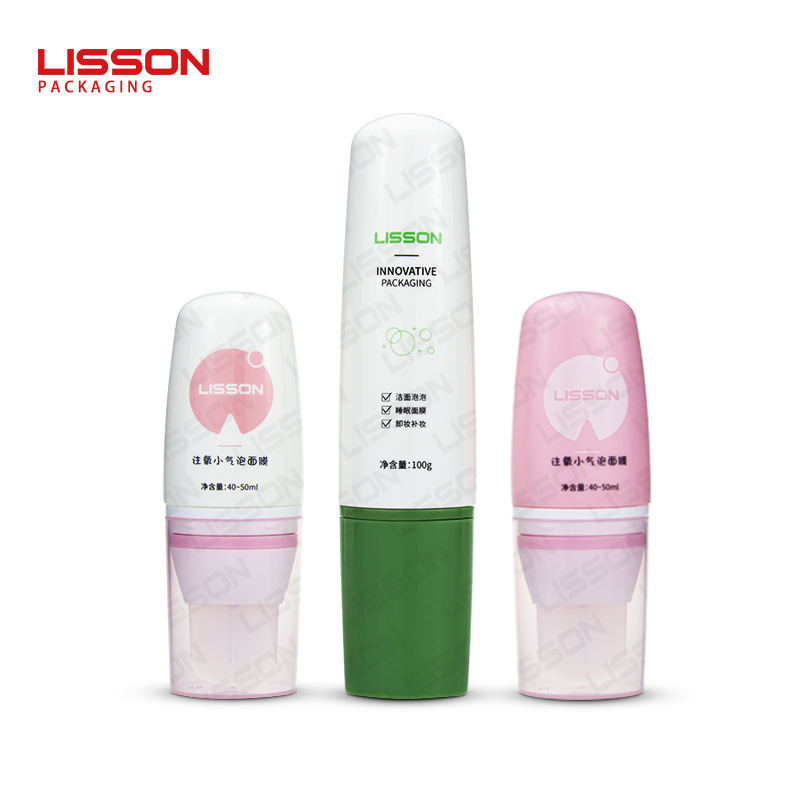 LISSON
PACKAGING
LISSON
INNOVATIVE
PACKAGING
洁面泡泡
睡眠面膜
卸妆补妆
净含量:100g
LISSON
注氧小气泡面膜
净含量:40~50ml
LISSON
注氧小气泡面膜
净含量:40~50ml